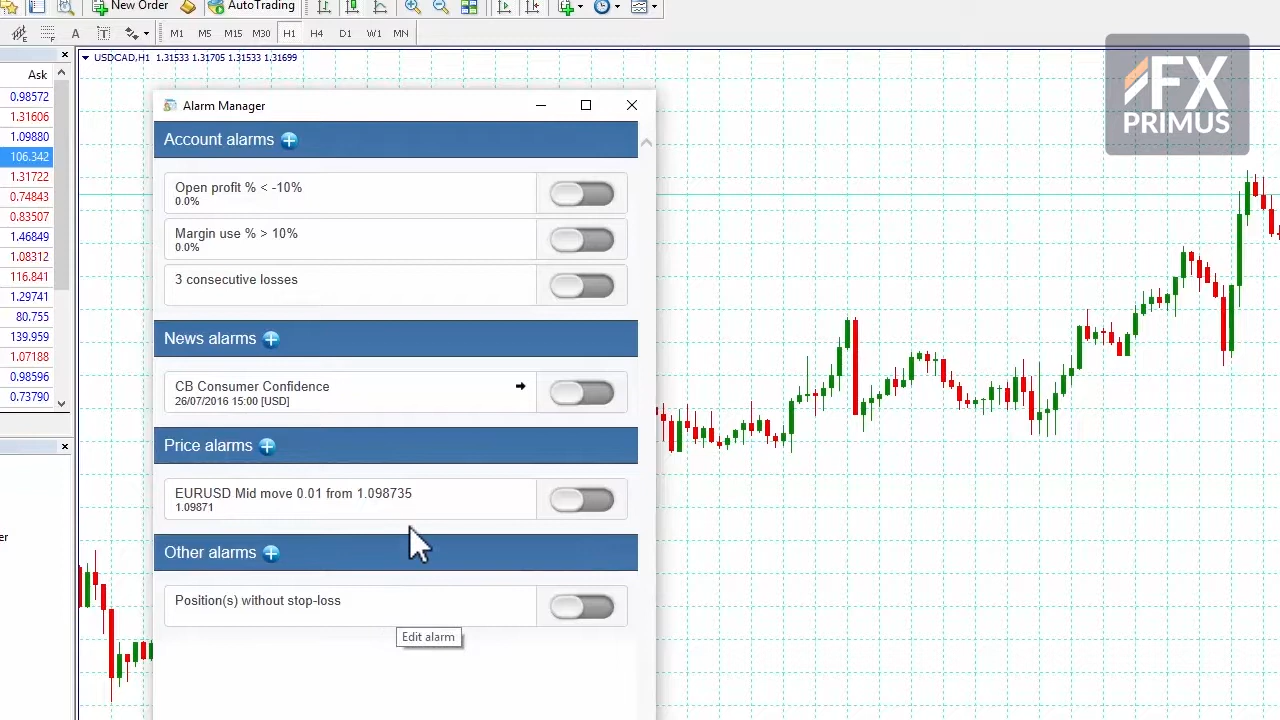 New Order
AutoTrading
A
T
M1
M5
M15
M30
H1
H4
D1
W1
MN
USDCAD,H1 1.31533 1.31705 1.31533 1.31699
Ask
0.98572
1.31606
1.09880
106.342
1.31722
0.74843
0.83507
1.46849
1.08312
116.841
1.29741
80.755
139.959
1.07188
0.98596
0.73790
er
Alarm Manager
Account alarms
Open profit % < -10%
0.0%
Margin use % > 10%
0.0%
3 consecutive losses
News alarms
CB Consumer Confidence
26/07/2016 15:00 [USD]
Price alarms
EURUSD Mid move 0.01 from 1.098735
1.09871
Other alarms
Position(s) without stop-loss
Edit alarm
FX
PRIMUS